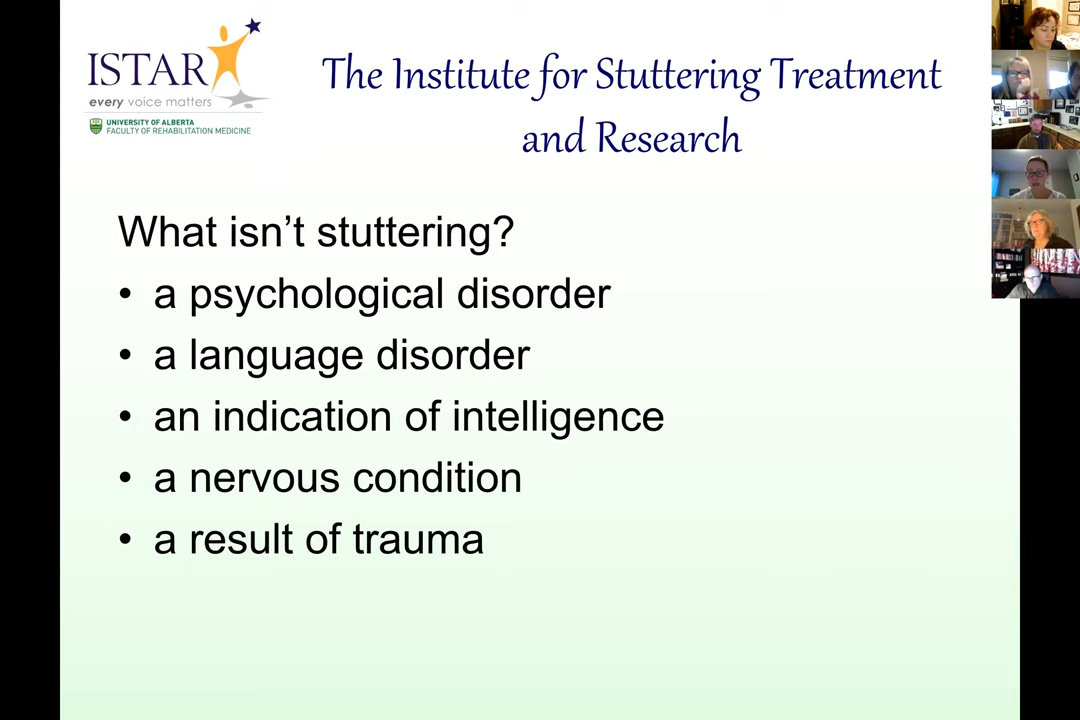 ISTAR
every voice matters
UNIVERSITY OF ALBERTA
FACULTY OF REHABILITATION MEDICINE
The Institute for Stuttering Treatment
and Research
What isn't stuttering?
• a psychological disorder
• a language disorder
• an indication of intelligence
• a nervous condition
• a result of trauma